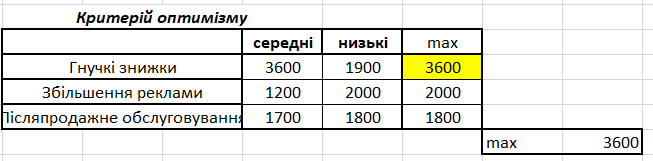 Критерій оптимізму
середні низькі max
Гнучкі знижки 3600 1900 3600
Збільшення реклами 1200 2000 2000
Післяпродажне обслуговування 1700 1800 1800
max 3600